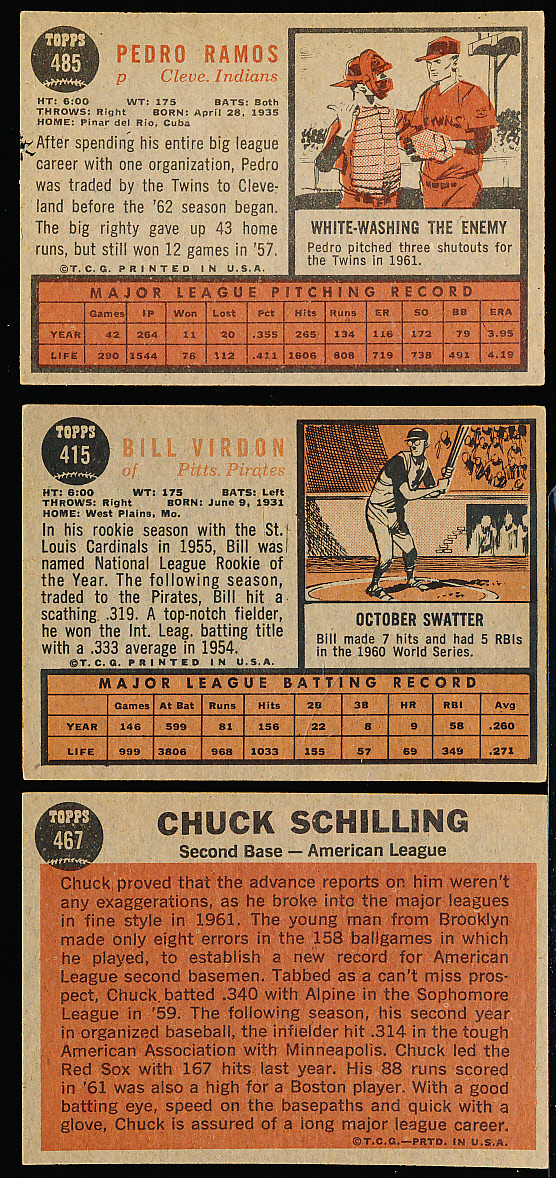 TOPPS
485
PEDRO RAMOS
p Cleve. Indians
HT: 6:00 WT: 175 BATS: Both
THROWS: Right BORN: April 28, 1935
HOME: Pinar del Rio, Cuba
After spending his entire big league
career with one organization, Pedro
was traded by the Twins to Cleve-
land before the '62 season began.
The big righty gave up 43 home
runs, but still won 12 games in '57.
©T.C.G. PRINTED IN U.S.A.
TWINS
WHITE-WASHING THE ENEMY
Pedro pitched three shutouts for
the Twins in 1961.
MAJOR LEAGUE PITCHING RECORD
Games IP Won Lost Pct Hits Runs ER SO BB ERA
YEAR 42 264 11 20 .355 265 134 116 172 79 3.95
LIFE 290 1544 78 112 .411 1606 808 719 738 491 4.19
TOPPS
415
BILL VIRDON
of Pitts. Pirates
HT: 6:00 WT: 175 BATS: Left
THROWS: Right BORN: June 9, 1931
HOME: West Plains, Mo.
In his rookie season with the St.
Louis Cardinals in 1955, Bill was
named National League Rookie of
the Year. The following season,
traded to the Pirates, Bill hit a
scathing .319. A top-notch fielder,
he won the Int. Leag. batting title
with a .333 average in 1954.
©T.C.G. PRINTED IN U.S.A.
OCTOBER SWATTER
Bill made 7 hits and had 5 RBIs
in the 1960 World Series.
MAJOR LEAGUE BATTING RECORD
Games At Bat Runs Hits 2B 3B HR RBI Avg
YEAR 146 599 81 156 22 8 9 58 .260
LIFE 999 3806 968 1033 155 57 69 349 .271
TOPPS
467
CHUCK SCHILLING
Second Base — American League
Chuck proved that the advance reports on him weren't
any exaggerations, as he broke into the major leagues
in fine style in 1961. The young man from Brooklyn
made only eight errors in the 158 ballgames in which
he played, to establish a new record for American
League second basemen. Tabbed as a can't miss pros-
pect, Chuck batted .340 with Alpine in the Sophomore
League in '59. The following season, his second year
in organized baseball, the infielder hit .314 in the tough
American Association with Minneapolis. Chuck led the
Red Sox with 167 hits last year. His 88 runs scored
in '61 was also a high for a Boston player. With a good
batting eye, speed on the basepaths and quick with a
glove, Chuck is assured of a long major league career.
©T.C.G.—PRTD. IN U.S.A.